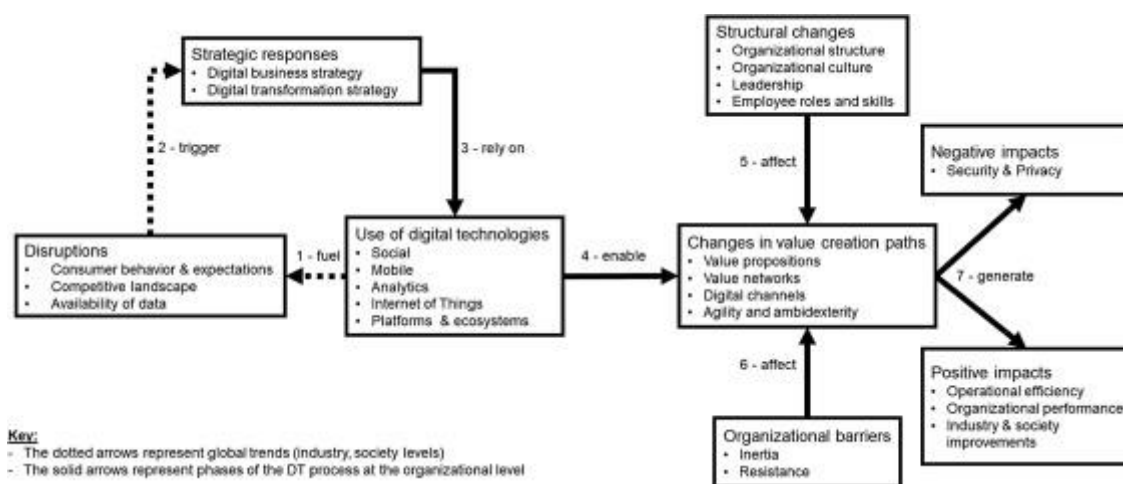 Strategic responses
• Digital business strategy
• Digital transformation strategy
Structural changes
• Organizational structure
• Organizational culture
• Leadership
• Employee roles and skills
2 - trigger
3 - rely on
5 - affect
Negative impacts
• Security & Privacy
Disruptions
• Consumer behavior & expectations
• Competitive landscape
• Availability of data
1 - fuel
Use of digital technologies
• Social
• Mobile
• Analytics
• Internet of Things
• Platforms & ecosystems
4 - enable
Changes in value creation paths
• Value propositions
• Value networks
• Digital channels
• Agility and ambidexterity
7 - generate
6 - affect
Positive impacts
• Operational efficiency
• Organizational performance
• Industry & society
improvements
Organizational barriers
• Inertia
• Resistance
Key:
- The dotted arrows represent global trends (industry, society levels)
- The solid arrows represent phases of the DT process at the organizational level